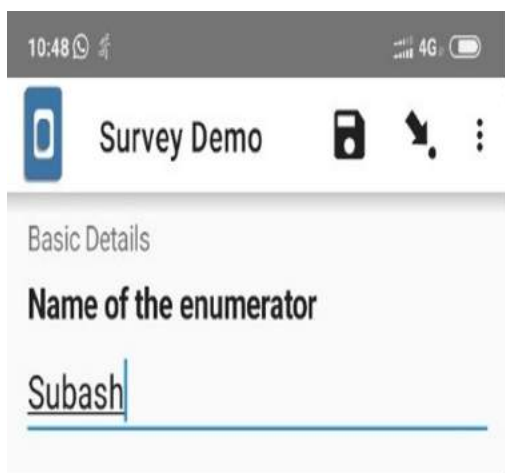 10:48
4G
Survey Demo
Basic Details
Name of the enumerator
Subash